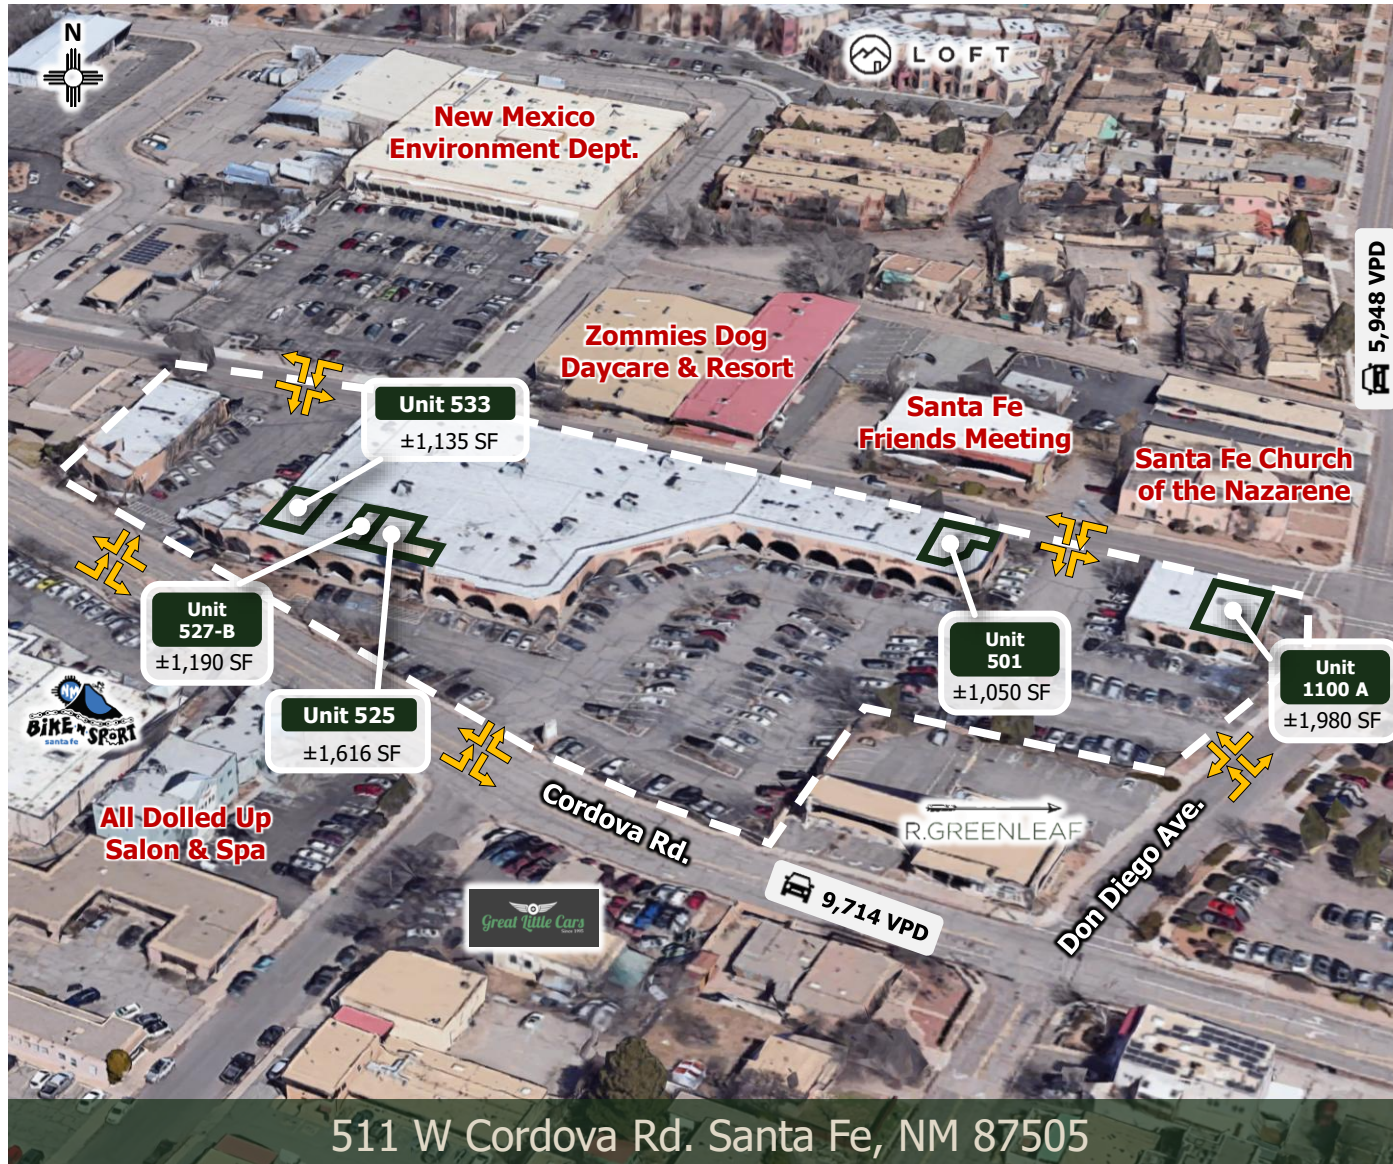 N
LOFT
New Mexico
Environment Dept.
5,948 VPD
Zommies Dog
Daycare & Resort
Unit 533
±1,135 SF
Santa Fe
Friends Meeting
Santa Fe Church
of the Nazarene
Unit
527-B
±1,190 SF
Unit
501
±1,050 SF
Unit
1100 A
±1,980 SF
NM
BIKE N SPORT
santa fe
Unit 525
±1,616 SF
All Dolled Up
Salon & Spa
Cordova Rd.
R.GREENLEAF
Don Diego Ave.
Great Little Cars
Since 1995
9,714 VPD
511 W Cordova Rd. Santa Fe, NM 87505